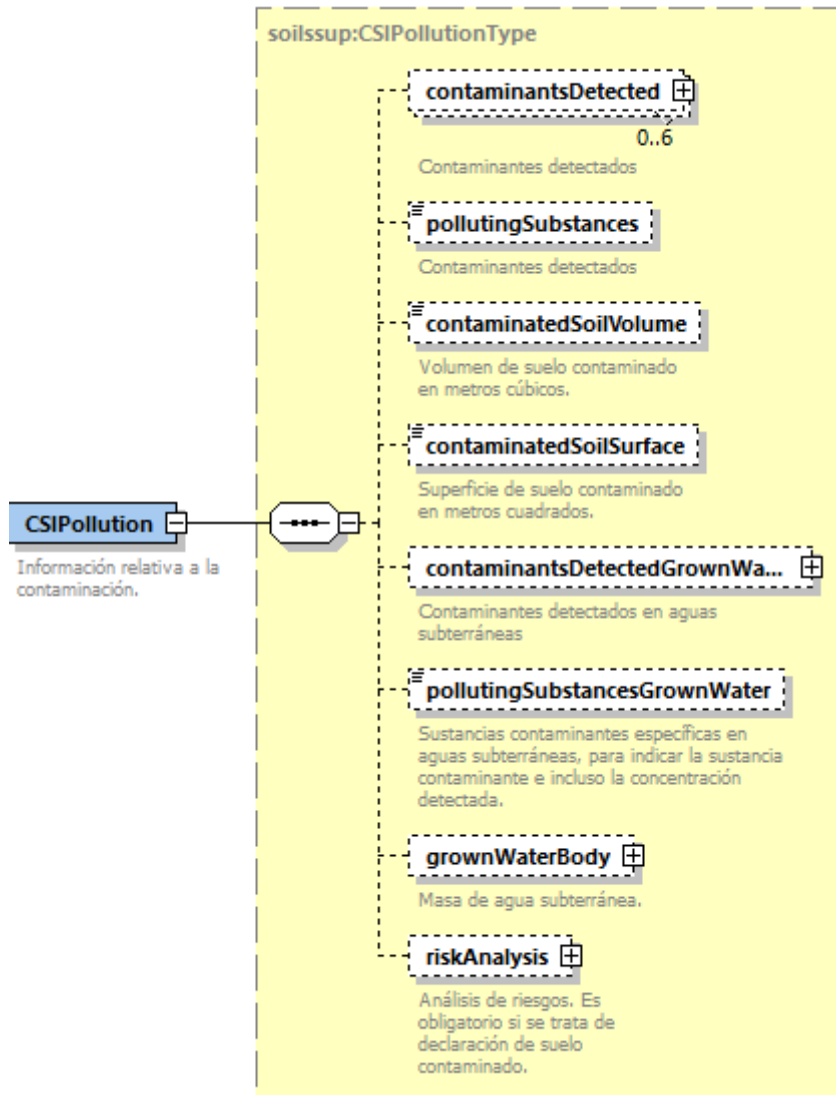 soilssup:CSIPollutionType
contaminantsDetected
0..6
Contaminantes detectados
pollutingSubstances
Contaminantes detectados
contaminatedSoilVolume
Volumen de suelo contaminado
en metros cúbicos.
contaminatedSoilSurface
Superficie de suelo contaminado
en metros cuadrados.
CSIPollution
Información relativa a la
contaminación.
contaminantsDetectedGrownWa...
Contaminantes detectados en aguas
subterráneas
pollutingSubstancesGrownWater
Sustancias contaminantes específicas en
aguas subterráneas, para indicar la sustancia
contaminante e incluso la concentración
detectada.
grownWaterBody
Masa de agua subterránea.
riskAnalysis
Análisis de riesgos. Es
obligatorio si se trata de
declaración de suelo
contaminado.